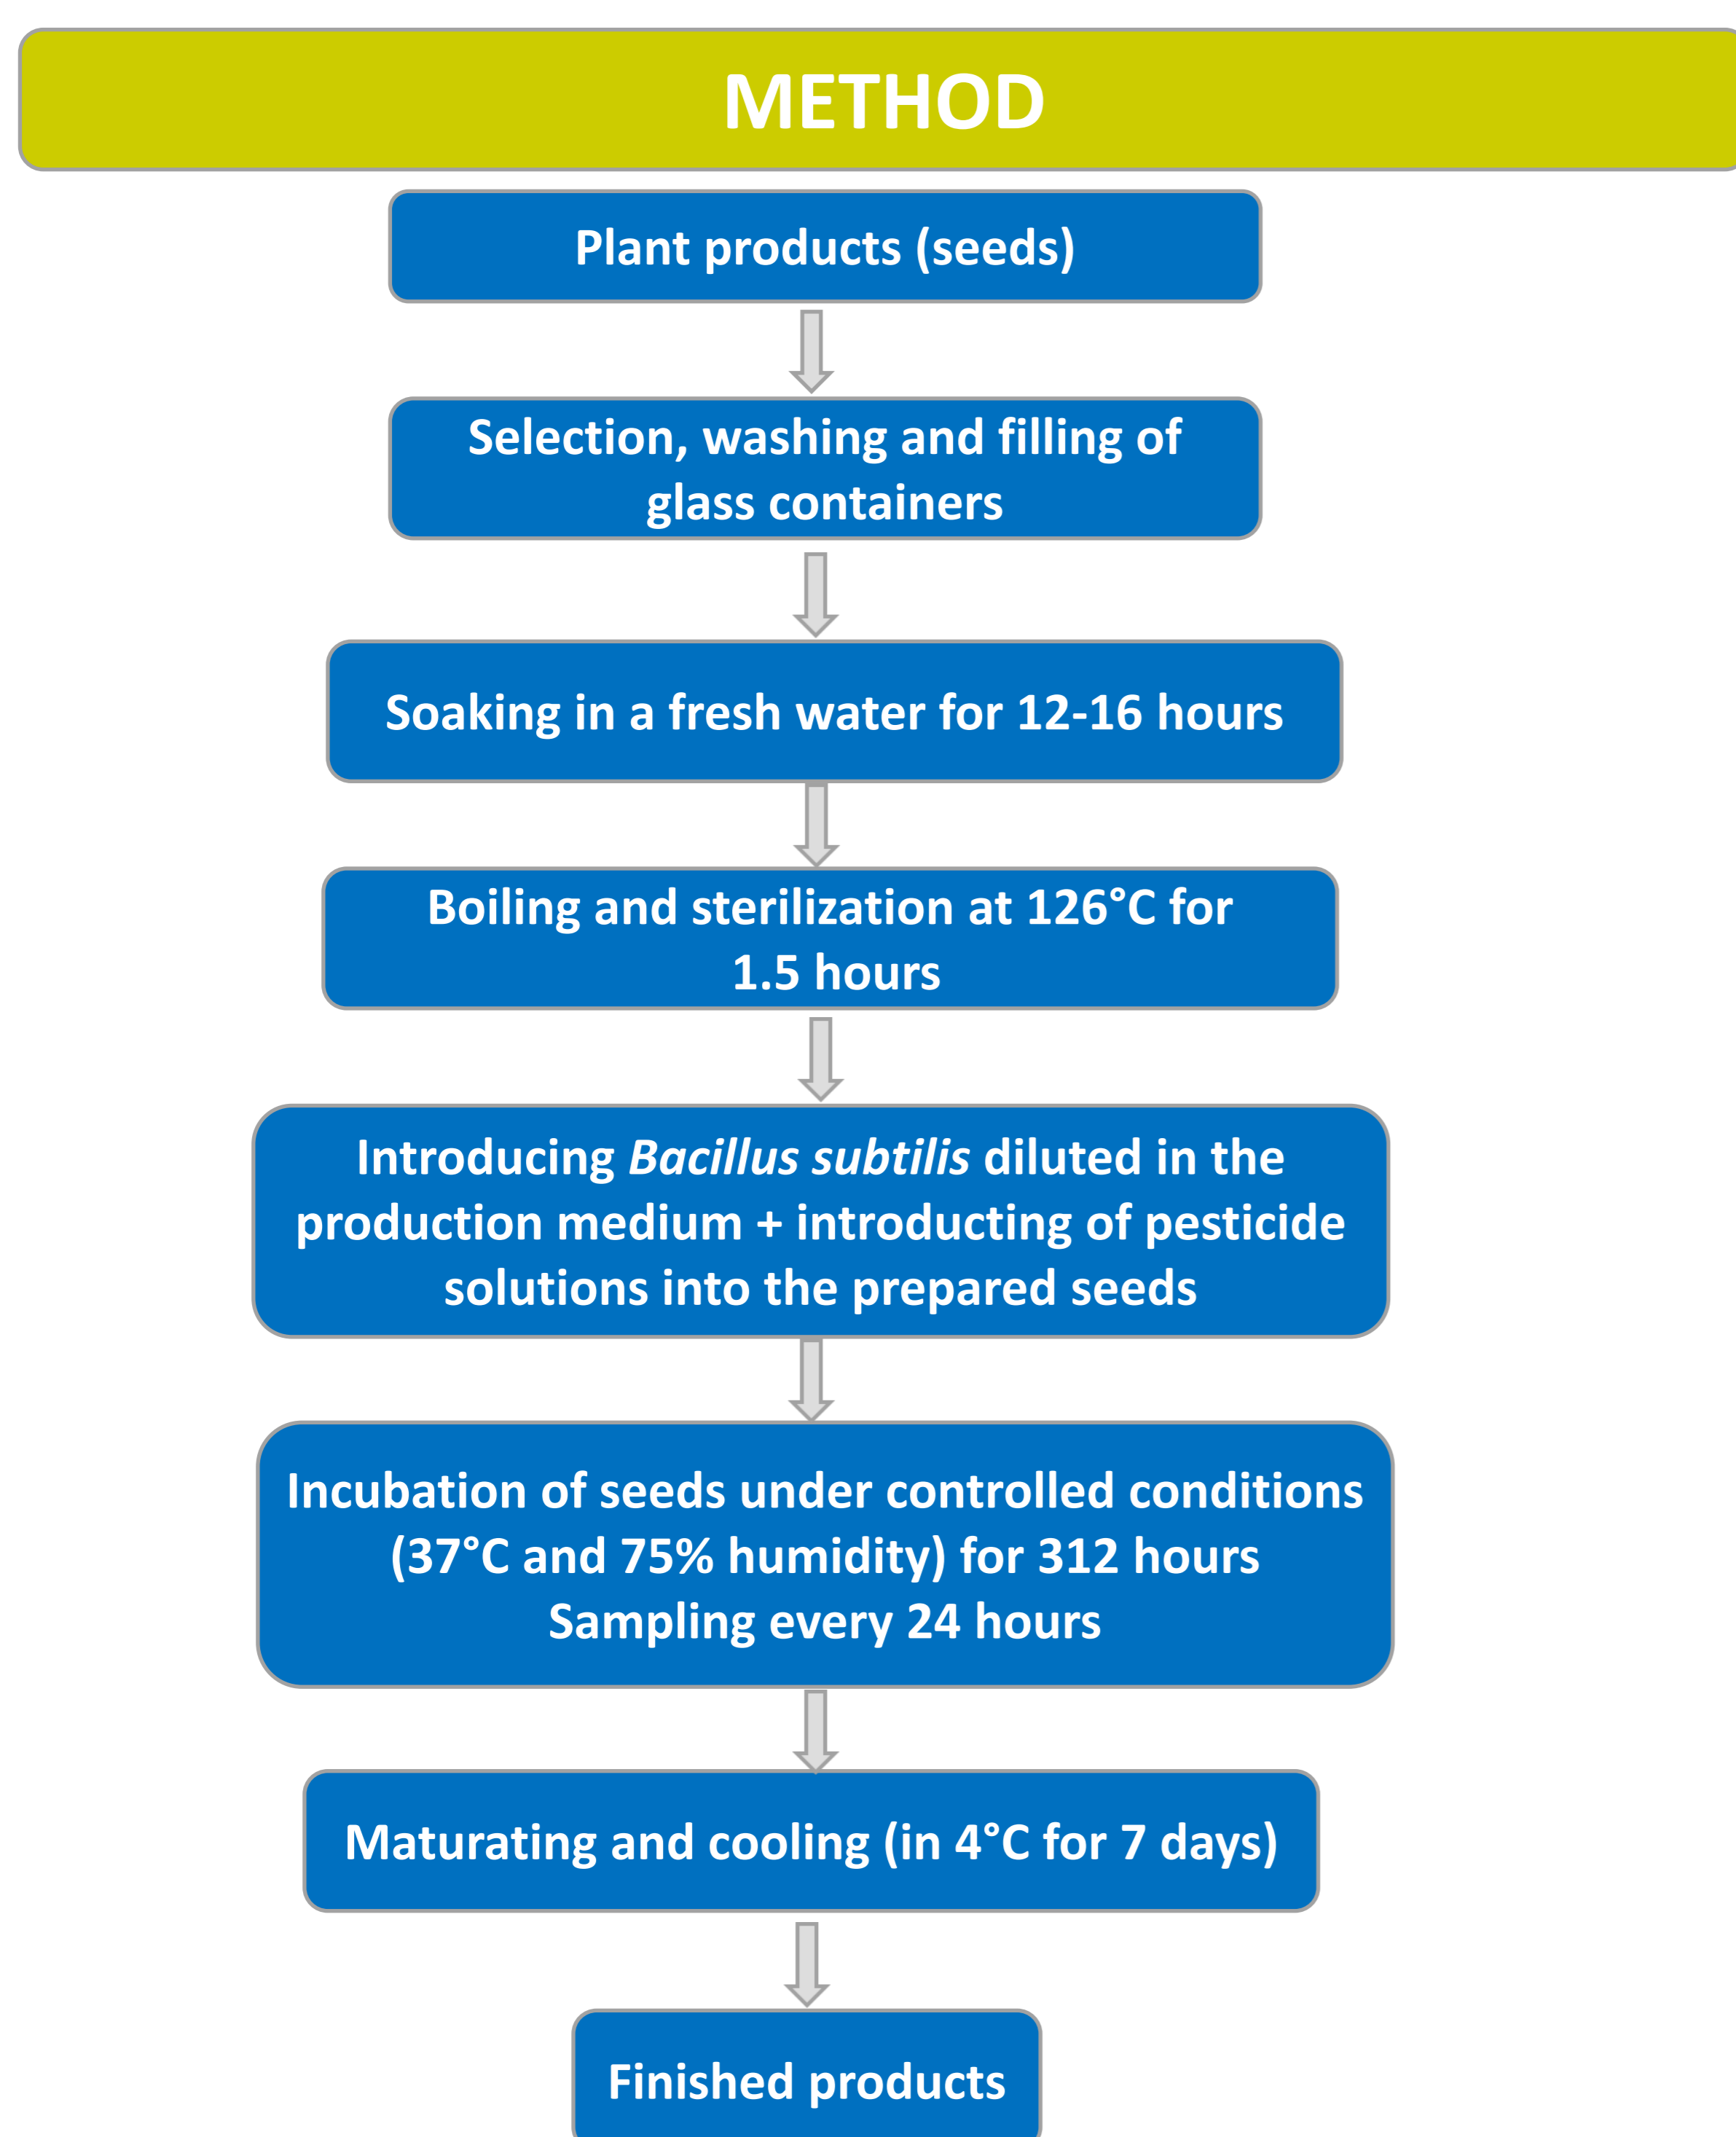 METHOD
Plant products (seeds)
Selection, washing and filling of
glass containers
Soaking in a fresh water for 12-16 hours
Boiling and sterilization at 126°C for
1.5 hours
Introducing Bacillus subtilis diluted in the
production medium + introducting of pesticide
solutions into the prepared seeds
Incubation of seeds under controlled conditions
(37°C and 75% humidity) for 312 hours
Sampling every 24 hours
Maturating and cooling (in 4°C for 7 days)
Finished products